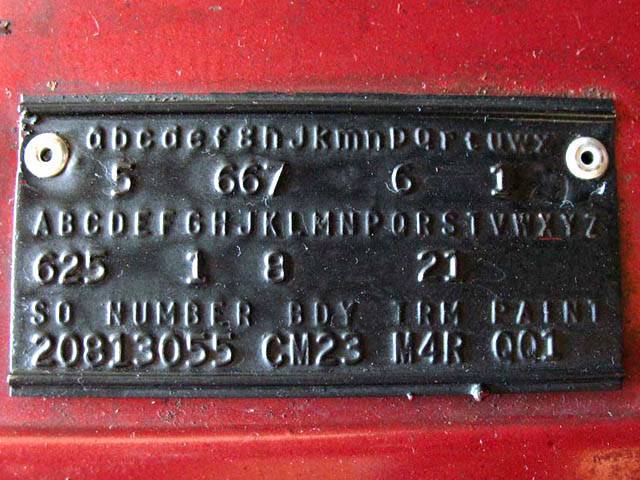 abcdefghJkmnpqrtuwx
5 667 6 1
ABCDEFGHJKLMNPQRSTVWXYZ
625 1 8 21
SO NUMBER BDY TRM PAINT
20813055 CM23 M4R QQ1